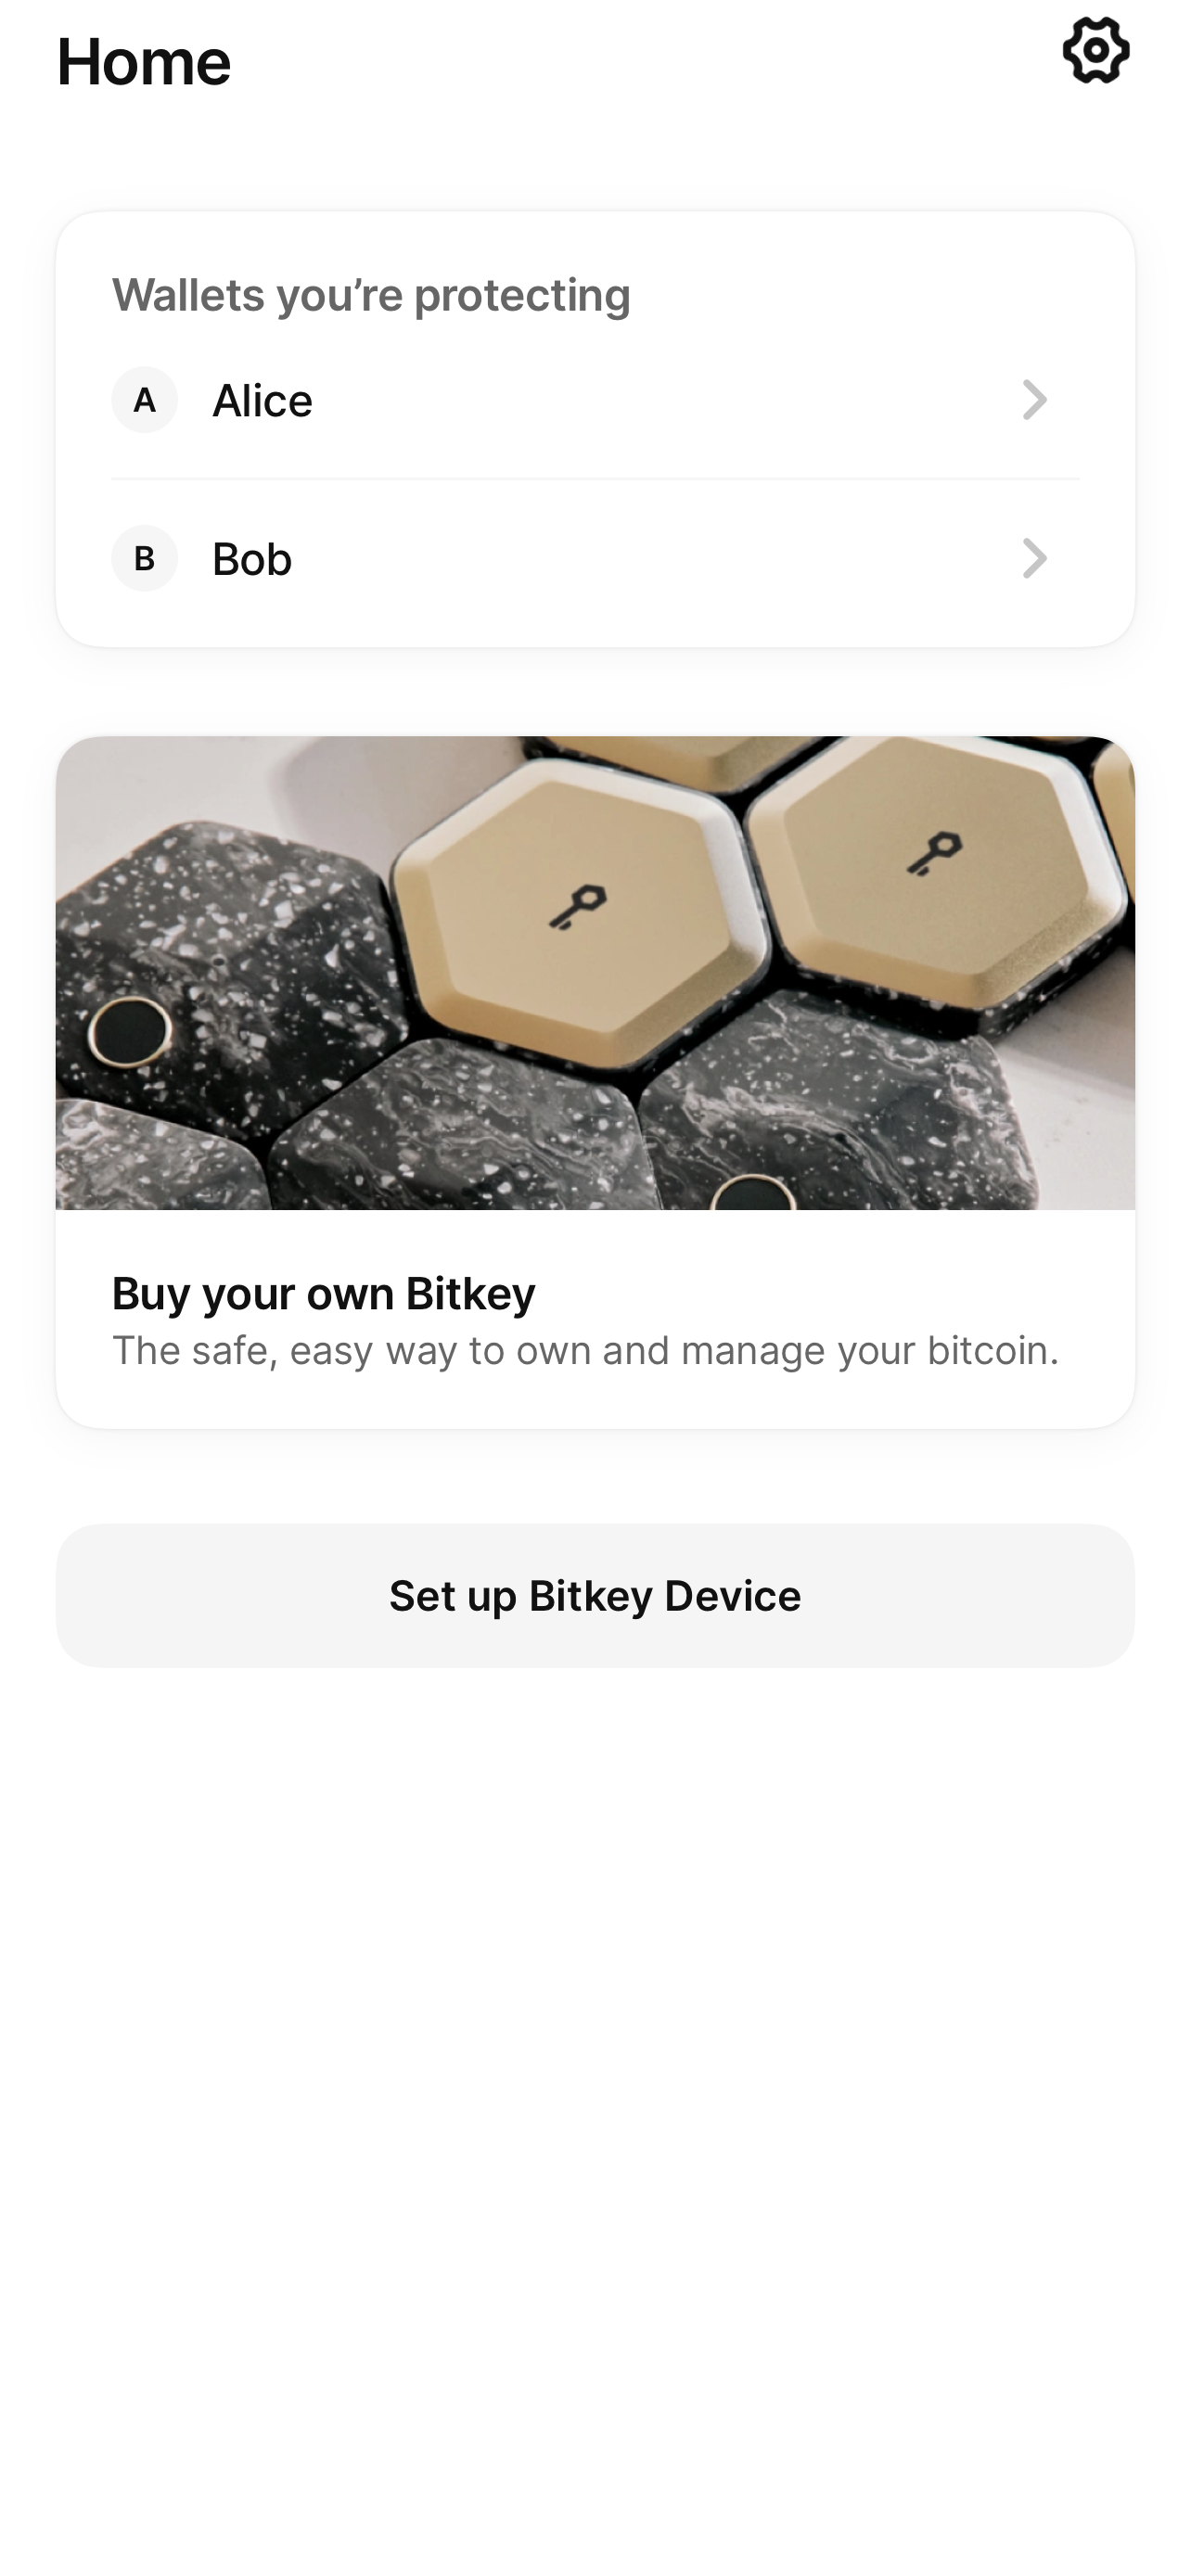 Home
Wallets you’re protecting
A
Alice
B
Bob
Buy your own Bitkey
The safe, easy way to own and manage your bitcoin.
Set up Bitkey Device